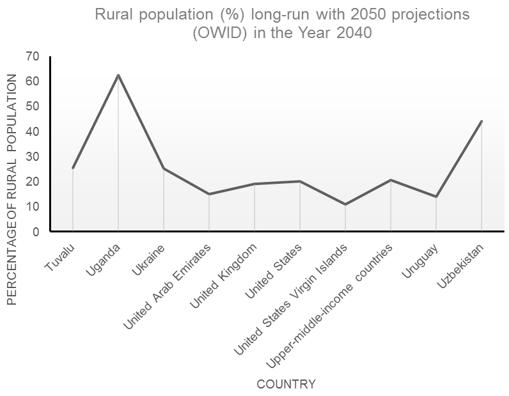 Rural population (%) long-run with 2050 projections
(OWID) in the Year 2040
PERCENTAGE OF RURAL POPULATION
70
60
50
40
30
20
10
0
Tuvalu
Uganda
Ukraine
United Arab Emirates
United Kingdom
United States
United States Virgin Islands
Upper-middle-income countries
Uruguay
Uzbekistan
COUNTRY